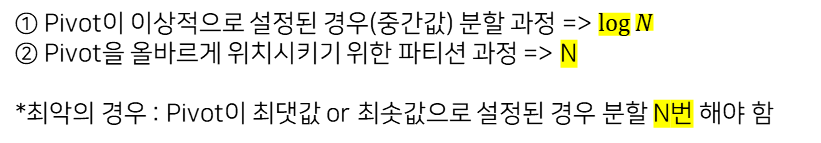 ① Pivot이 이상적으로 설정된 경우(중간값) 분할 과정 => log N
② Pivot을 올바르게 위치시키기 위한 파티션 과정 => N
*최악의 경우 : Pivot이 최댓값 or 최솟값으로 설정된 경우 분할 N번 해야 함